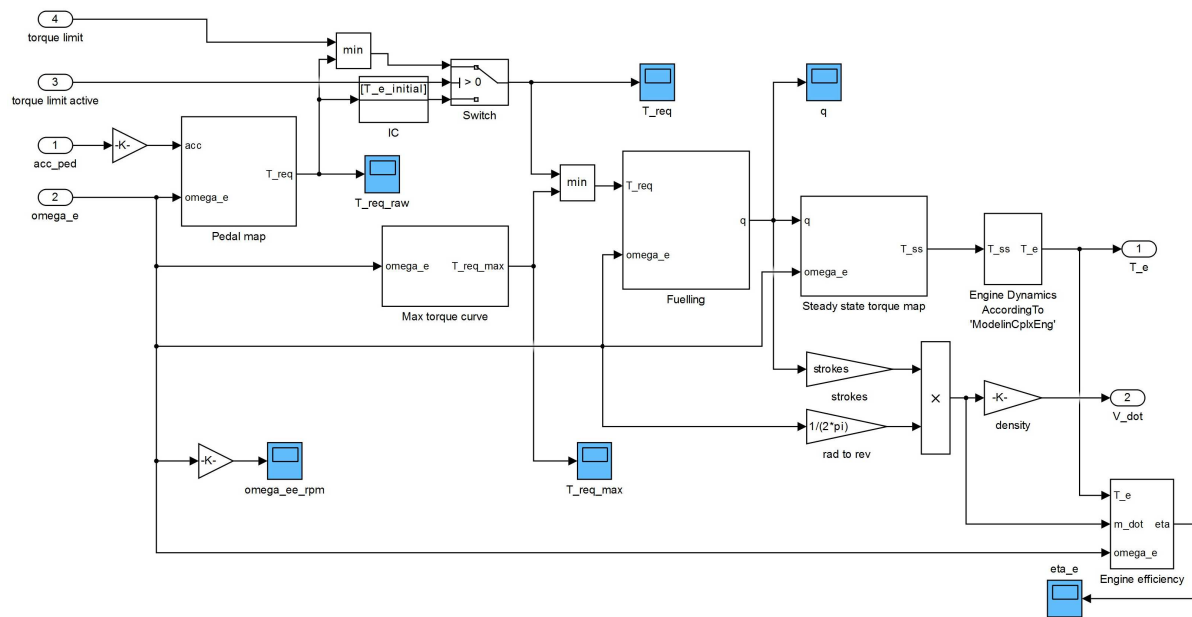 4
torque limit
min
3
torque limit active
[T_e_initial]
IC
> 0
Switch
T_req
q
1
acc_ped
-K-
acc
omega_e
T_req
Pedal map
2
omega_e
T_req_raw
min
T_req
omega_e
q
Fuelling
omega_e
T_req_max
Max torque curve
q
omega_e
T_ss
Steady state torque map
T_ss
T_e
Engine Dynamics
AccordingTo
'ModelinCplxEng'
1
T_e
strokes
strokes
1/(2*pi)
rad to rev
×
-K-
density
2
V_dot
-K-
omega_ee_rpm
T_req_max
T_e
m_dot
omega_e
eta
Engine efficiency
eta_e